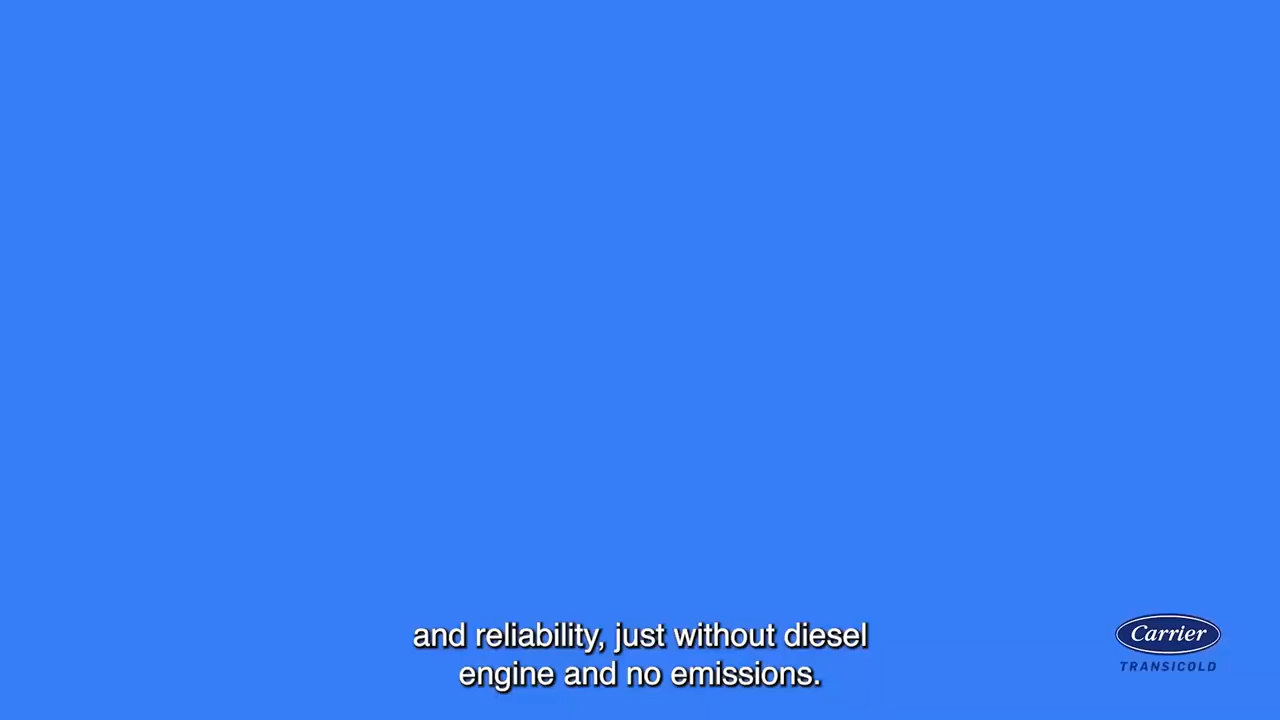 and reliability, just without diesel
engine and no emissions.
Carrier
TRANSICOLD